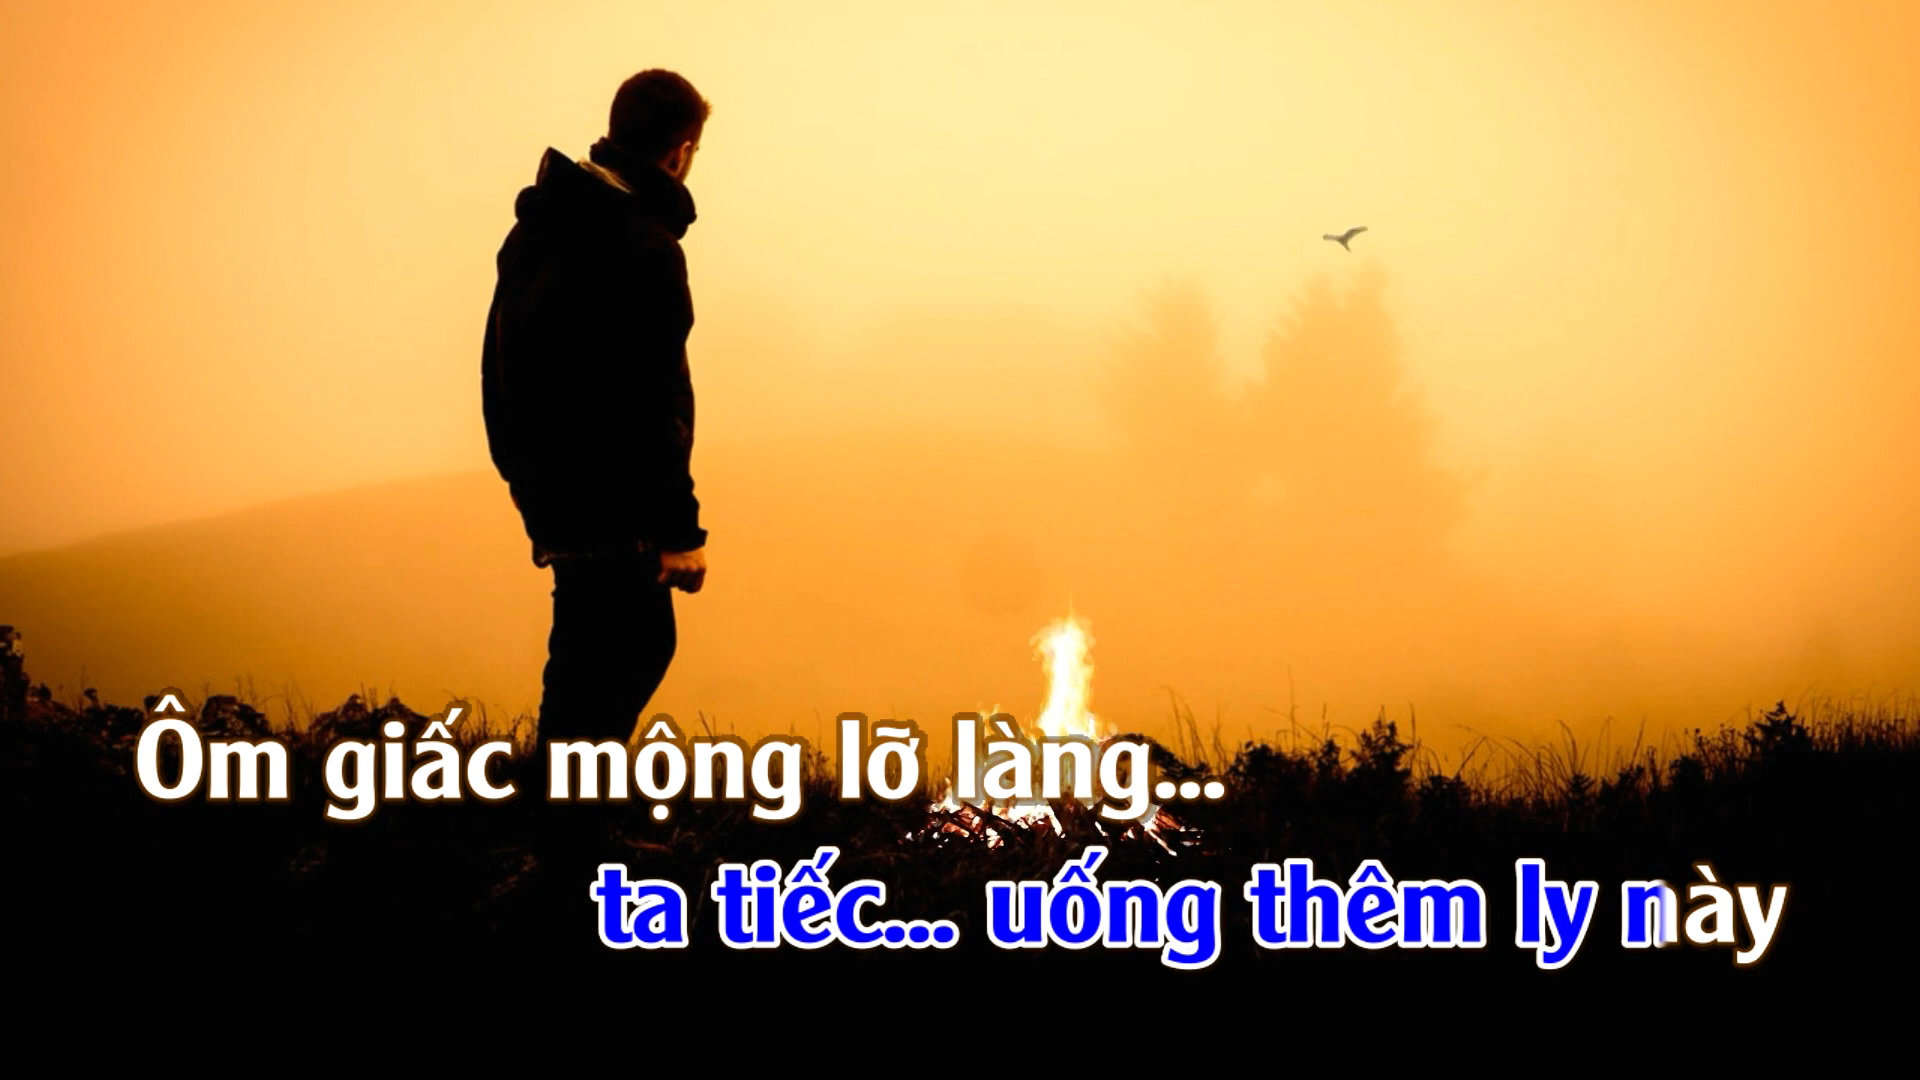 Ôm giấc mộng lỡ làng...
ta tiếc... uống thêm ly này